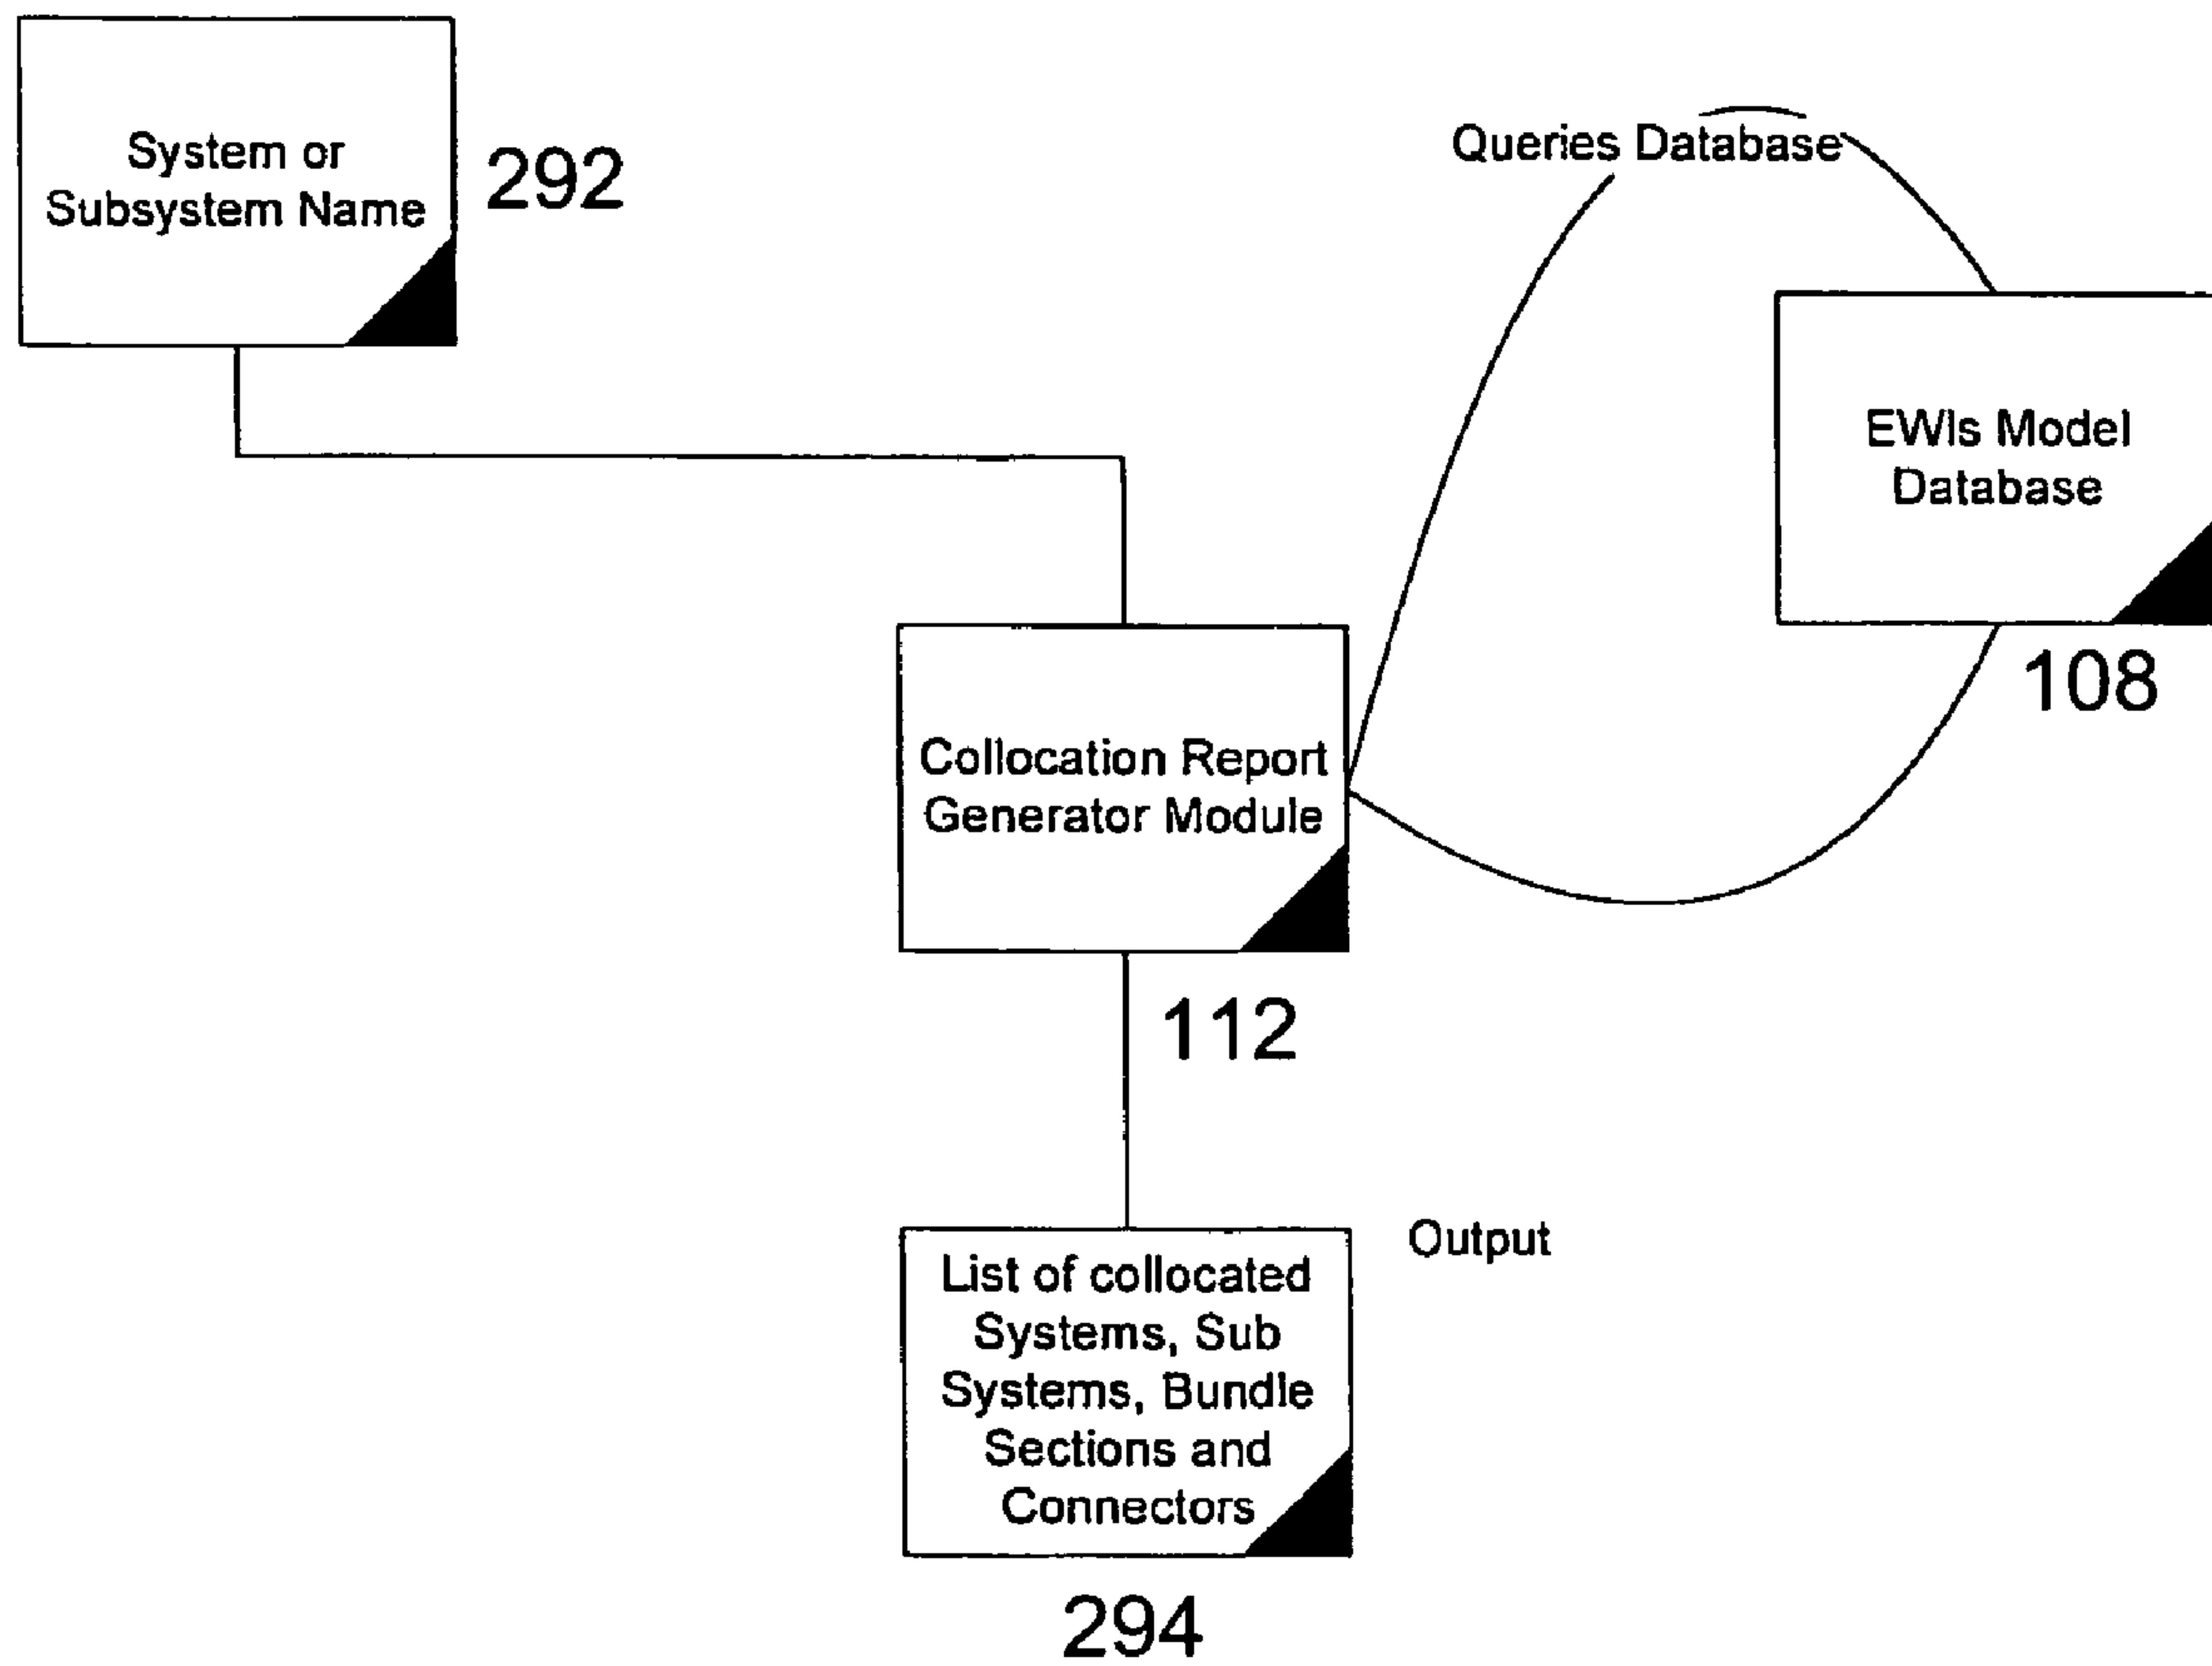 System or
Subsystem Name
292
Queries Database
EWIs Model
Database
108
Collocation Report
Generator Module
112
Output
List of collocated
Systems, Sub
Systems, Bundle
Sections and
Connectors
294